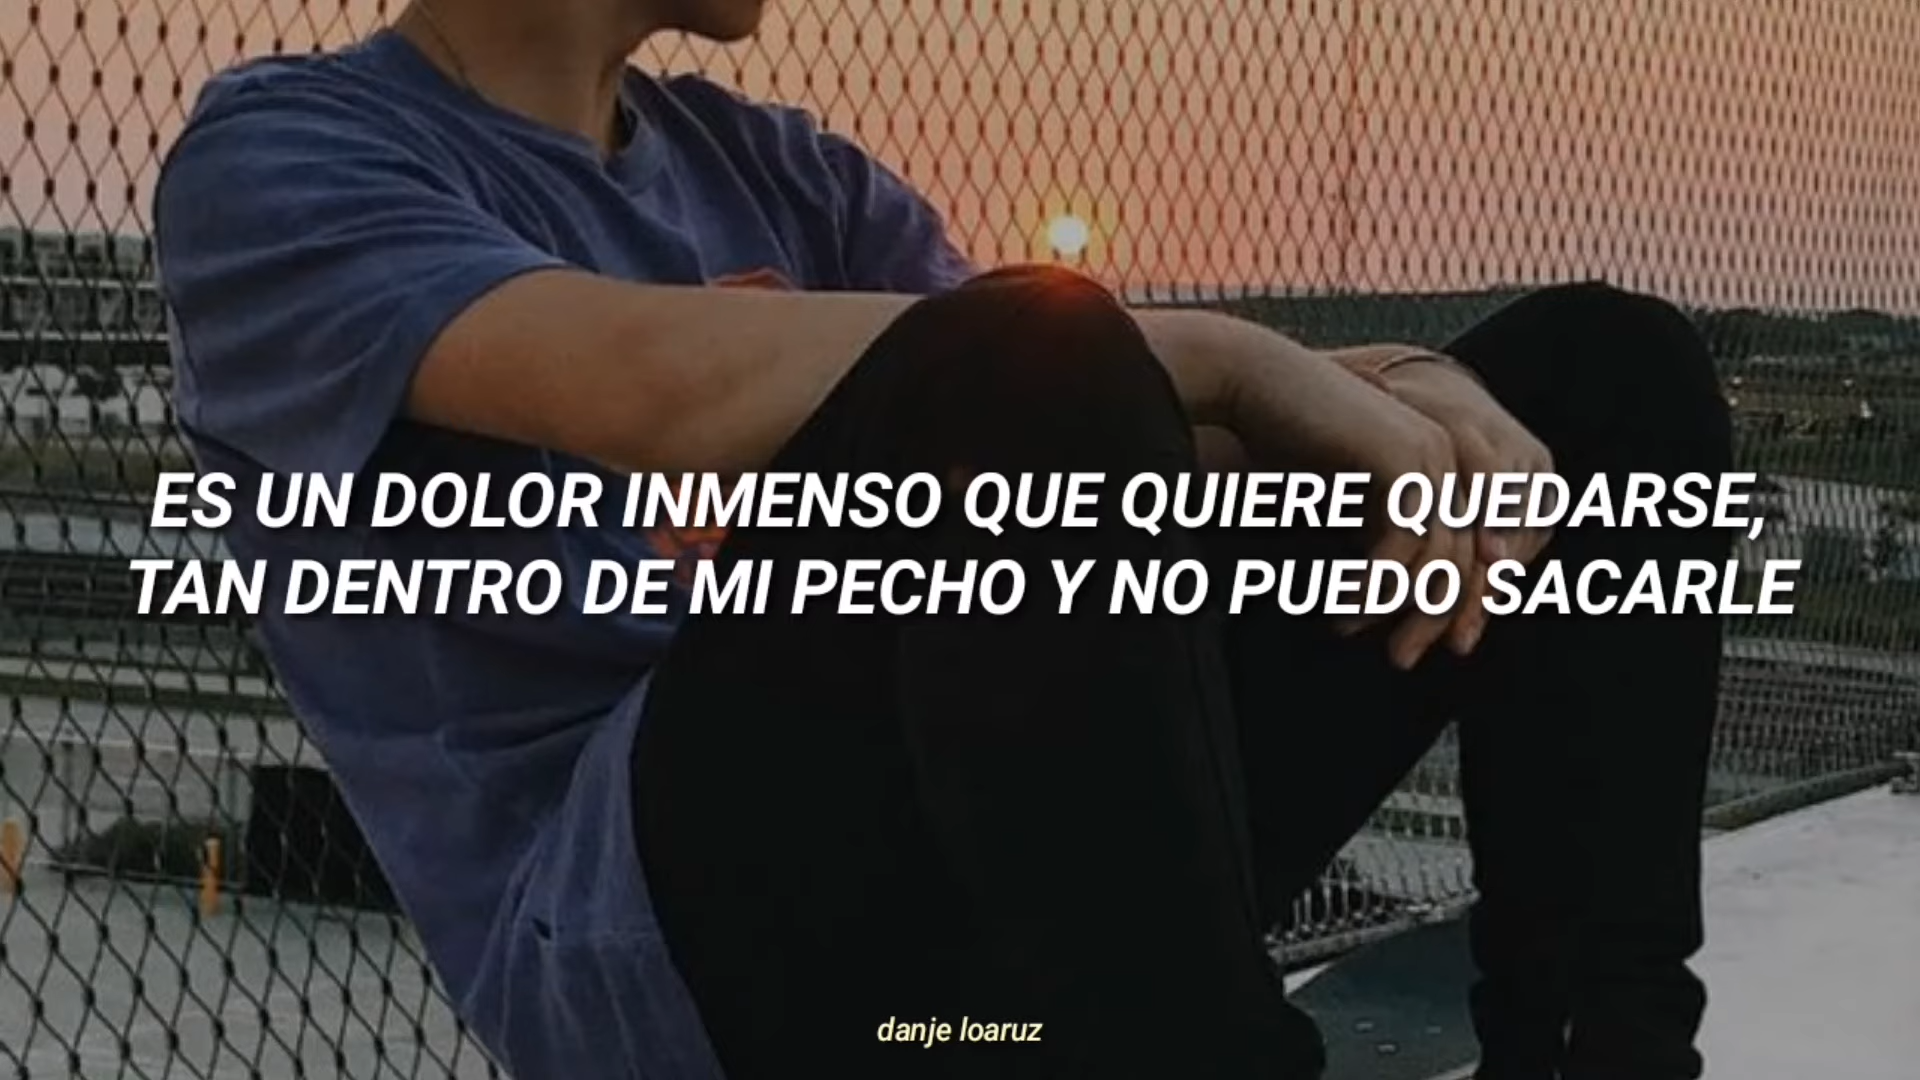 ES UN DOLOR INMENSO QUE QUIERE QUEDARSE,
TAN DENTRO DE MI PECHO Y NO PUEDO SACARLE
danje loaruz